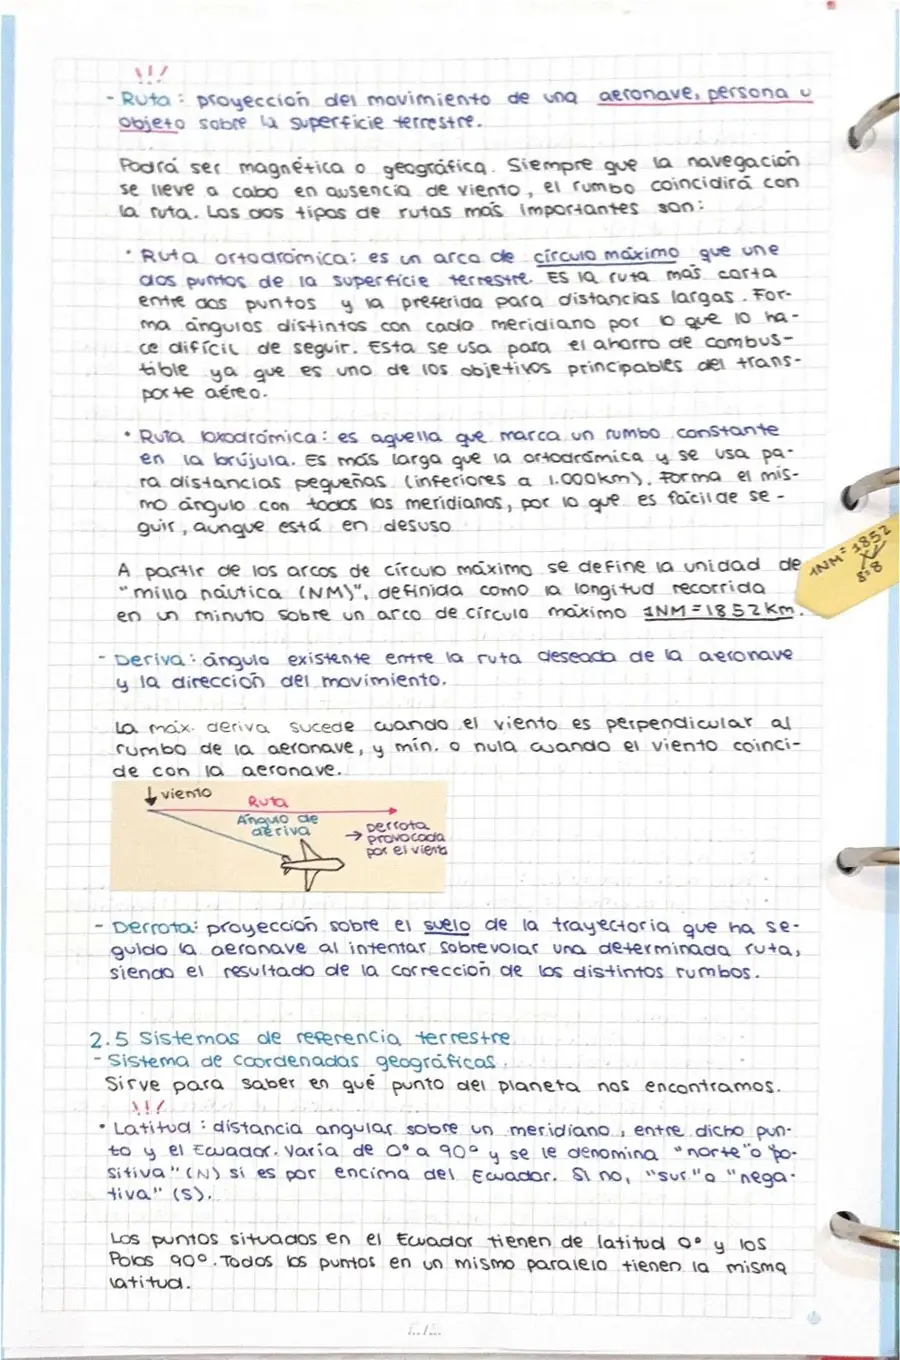 !!!
- Ruta: proyección del movimiento de una aeronave, persona u
objeto sobre la superficie terrestre.
Podrá ser magnética o geográfica. Siempre que la navegación
se lleve a cabo en ausencia de viento, el rumbo coincidirá con
la ruta. Los dos tipos de rutas más importantes son:
· Ruta ortodrómica: es un arco de círculo máximo que une
dos puntos de la superficie terrestre. Es la ruta más corta
entre dos puntos y la preferida para distancias largas. For-
ma ángulos distintos con cada meridiano por lo que lo ha-
ce difícil de seguir. Esta se usa para el ahorro de combus-
tible ya que es uno de los objetivos principables del trans-
porte aéreo.
· Ruta loxodrómica: es aquella que marca un rumbo constante
en la brújula. Es más larga que la ortodrómica y se usa pa-
ra distancias pequeñas (inferiores a 1.000km). Forma el mis-
mo ángulo con todos los meridianos, por lo que es fácil de se-
guir, aunque está en desuso
A partir de los arcos de círculo máximo se define la unidad de
"milla náutica (NM)", definida como la longitud recorrida
en un minuto sobre un arco de círculo máximo 1NM=1852Km.
1NM=1852
8:8
- Deriva: ángulo existente entre la ruta deseada de la aeronave
y la dirección del movimiento.
La máx. deriva sucede cuando el viento es perpendicular al
rumbo de la aeronave, y mín. o nula cuando el viento coinci-
de con la aeronave.
↓ viento
Ruta
Ángulo de
deriva
→ Derrota
provocada
por el viento
- Derrota: proyección sobre el suelo de la trayectoria que ha se-
guido la aeronave al intentar sobrevolar una determinada ruta,
siendo el resultado de la corrección de los distintos rumbos.
2.5 Sistemas de referencia terrestre
- Sistema de coordenadas geográficas.
Sirve para saber en qué punto del planeta nos encontramos.
!!!
· Latitud: distancia angular sobre un meridiano, entre dicho pun-
to y el Ecuador. Varía de 0º a 90º y se le denomina "norte" o "po-
sitiva" (N) si es por encima del Ecuador. Si no, "sur" o "nega-
tiva" (S).
Los puntos situados en el Ecuador tienen de latitud 0º y los
Polos 90º. Todos los puntos en un mismo paralelo tienen la misma
latitud.